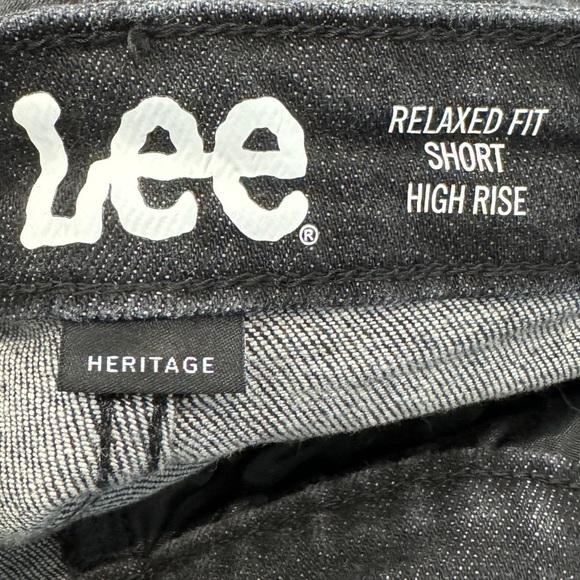 Lee®
RELAXED FIT
SHORT
HIGH RISE
HERITAGE